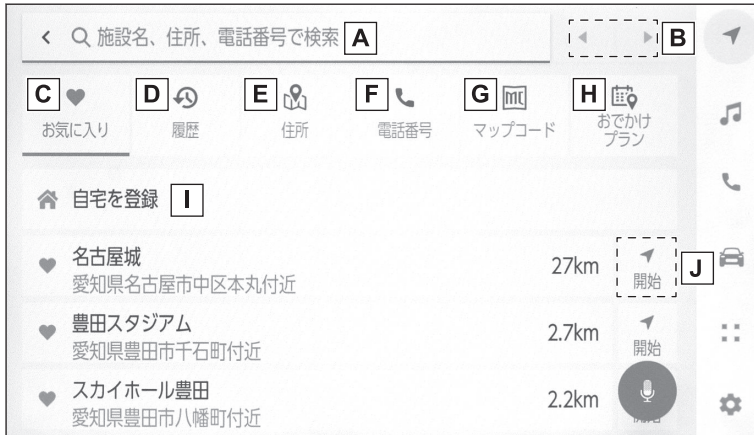 施設名、住所、電話番号で検索 A
B
C
お気に入り
D
履歴
E
住所
F
電話番号
G
マップコード
H
おでかけ
プラン
自宅を登録 I
名古屋城
愛知県名古屋市中区本丸付近
27km
開始
J
豊田スタジアム
愛知県豊田市千石町付近
2.7km
開始
スカイホール豊田
愛知県豊田市八幡町付近
2.2km